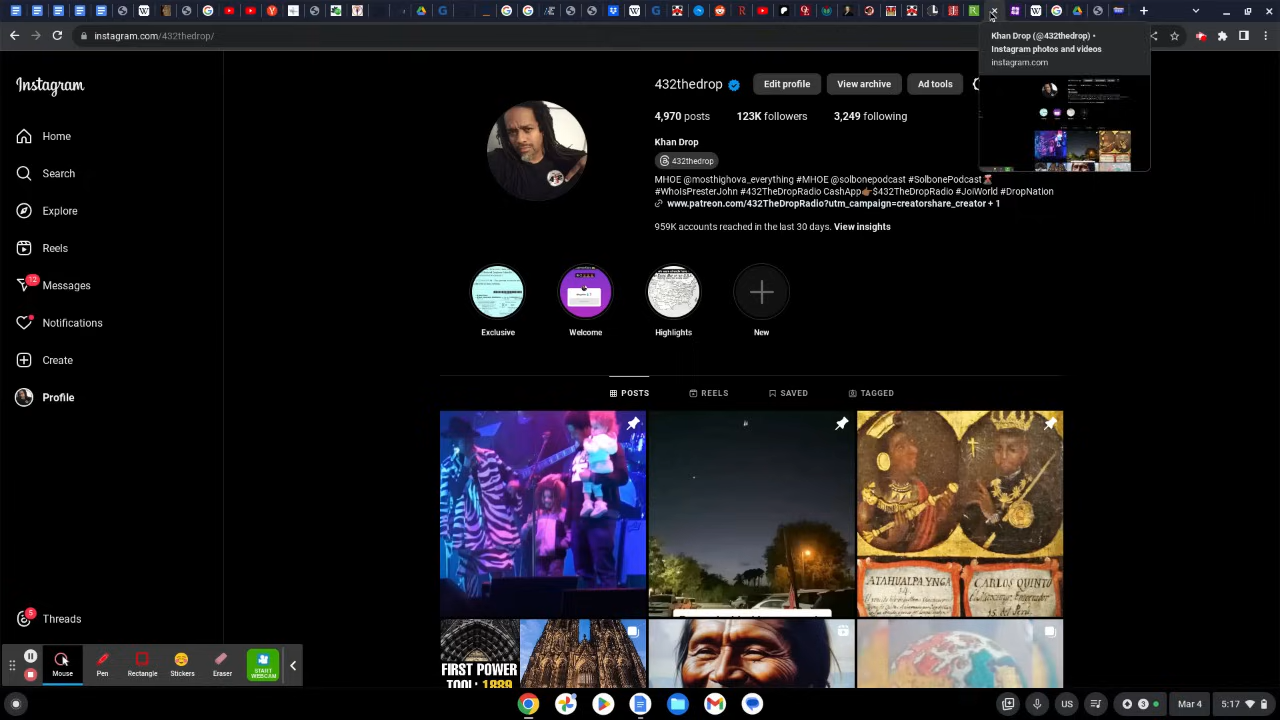 instagram.com/432thedrop/
Khan Drop (@432thedrop) •
Instagram photos and videos
instagram.com
Instagram
Home
Search
Explore
Reels
12
Messages
Notifications
Create
Profile
5
Threads
432thedrop
Edit profile
View archive
Ad tools
4,970 posts
123K followers
3,249 following
Khan Drop
432thedrop
MHOE @mosthighova_everything #MHOE @solbonepodcast #SolbonePodcast
#WhoIsPresterJohn #432TheDropRadio CashApp👉🏾$432TheDropRadio #JoiWorld #DropNation
www.patreon.com/432TheDropRadio?utm_campaign=creatorshare_creator + 1
959K accounts reached in the last 30 days. View insights
Exclusive
Welcome
Highlights
New
POSTS
REELS
SAVED
TAGGED
ATAHUALPA YNGA
14.
CARLOS QUINTO
FIRST POWER
TOOL: 1889
Mouse
Pen
Rectangle
Stickers
Eraser
START
WEBCAM
US
3
Mar 4
5:17